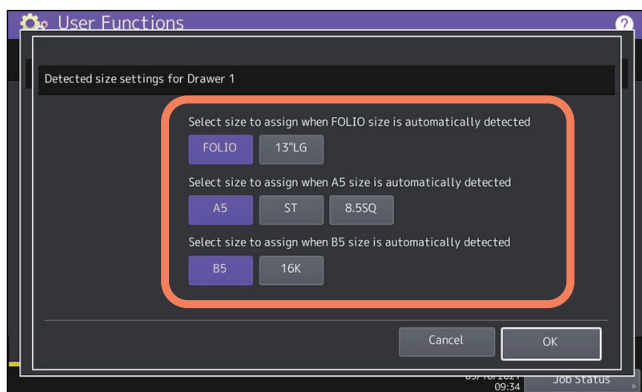 User Functions
?
Detected size settings for Drawer 1
Select size to assign when FOLIO size is automatically detected
FOLIO 13"LG
Select size to assign when A5 size is automatically detected
A5 ST 8.5SQ
Select size to assign when B5 size is automatically detected
B5 16K
Cancel OK
Job Status
09:34